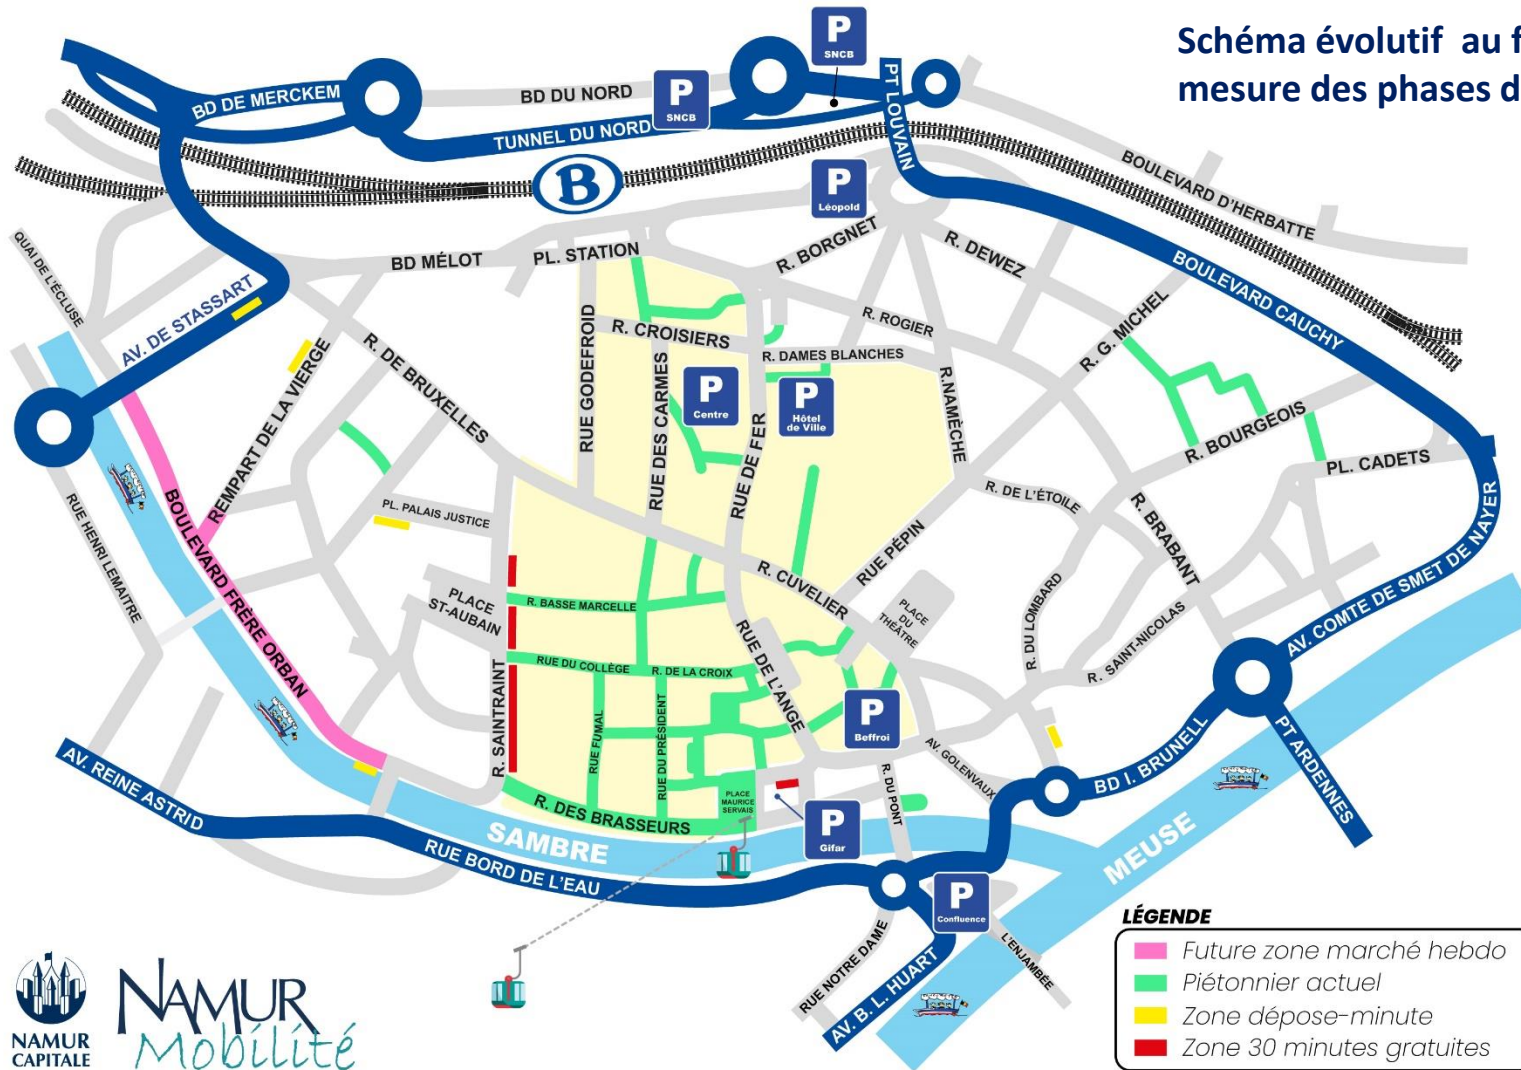 Schéma évolutif au f
mesure des phases d
P
SNCB
P
SNCB
PT LOUVAIN
BD DE MERCKEM
BD DU NORD
TUNNEL DU NORD
B
BOULEVARD D'HERBATTE
P
Léopold
QUAI DE L'ÉCLUSE
BD MÉLOT
PL. STATION
R. BORGNET
R. DEWEZ
BOULEVARD CAUCHY
AV. DE STASSART
R. CROISIERS
R. ROGIER
R. G. MICHEL
R. DAMES BLANCHES
RUE GODEFROID
REMPART DE LA VIERGE
R. DE BRUXELLES
RUE DES CARMES
P
Centre
P
Hôtel
de Ville
R.NAMÈCHE
RUE DE FER
R. BOURGEOIS
PL. CADETS
RUE HENRI LEMAITRE
BOULEVARD FRÈRE ORBAN
PL. PALAIS JUSTICE
R. DE L'ÉTOILE
R. BRABANT
RUE PÉPIN
R. CUVELIER
AV. COMTE DE SMET DE NAYER
PLACE
ST-AUBAIN
R. BASSE MARCELLE
PLACE
DU
THÉÂTRE
R. DU LOMBARD
R. SAINT-NICOLAS
RUE DU COLLÈGE
R. DE LA CROIX
RUE DE L'ANGE
R. SAINTRAINT
RUE FUMAL
RUE DU PRÉSIDENT
P
Beffroi
AV. GOLENVAUX
R. DU PONT
BD I. BRUNELL
PT ARDENNES
AV. REINE ASTRID
R. DES BRASSEURS
PLACE
MAURICE
SERVAIS
P
Gifar
SAMBRE
MEUSE
RUE BORD DE L'EAU
P
Confluence
RUE NOTRE DAME
AV. B. L. HUART
L'ENJAMBÉE
LÉGENDE
Future zone marché hebdo
Piétonnier actuel
Zone dépose-minute
Zone 30 minutes gratuites
NAMUR
CAPITALE
NAMUR
Mobilité